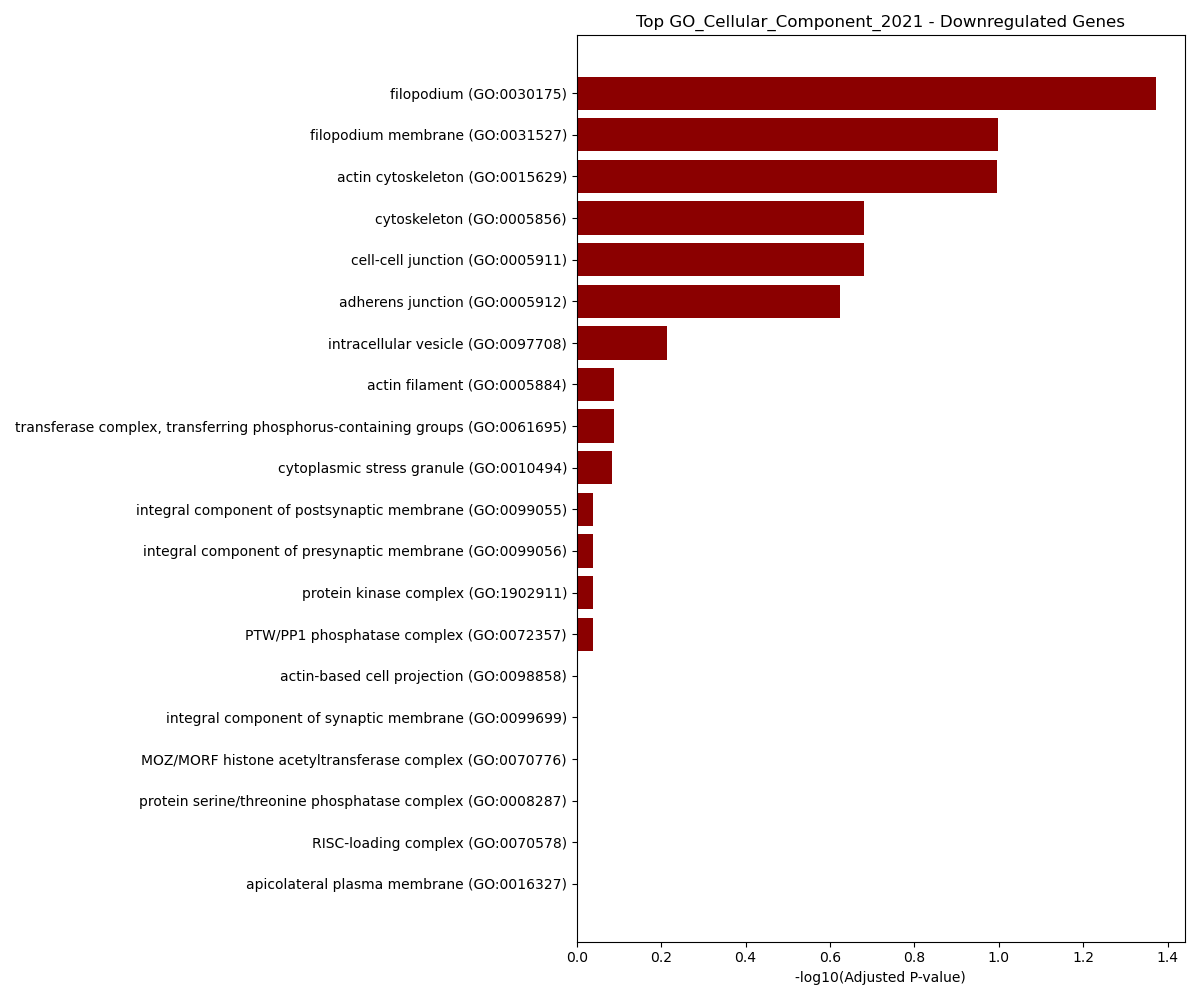 Top GO_Cellular_Component_2021 - Downregulated Genes
filopodium (GO:0030175)
filopodium membrane (GO:0031527)
actin cytoskeleton (GO:0015629)
cytoskeleton (GO:0005856)
cell-cell junction (GO:0005911)
adherens junction (GO:0005912)
intracellular vesicle (GO:0097708)
actin filament (GO:0005884)
transferase complex, transferring phosphorus-containing groups (GO:0061695)
cytoplasmic stress granule (GO:0010494)
integral component of postsynaptic membrane (GO:0099055)
integral component of presynaptic membrane (GO:0099056)
protein kinase complex (GO:1902911)
PTW/PP1 phosphatase complex (GO:0072357)
actin-based cell projection (GO:0098858)
integral component of synaptic membrane (GO:0099699)
MOZ/MORF histone acetyltransferase complex (GO:0070776)
protein serine/threonine phosphatase complex (GO:0008287)
RISC-loading complex (GO:0070578)
apicolateral plasma membrane (GO:0016327)
0.0 0.2 0.4 0.6 0.8 1.0 1.2 1.4
-log10(Adjusted P-value)